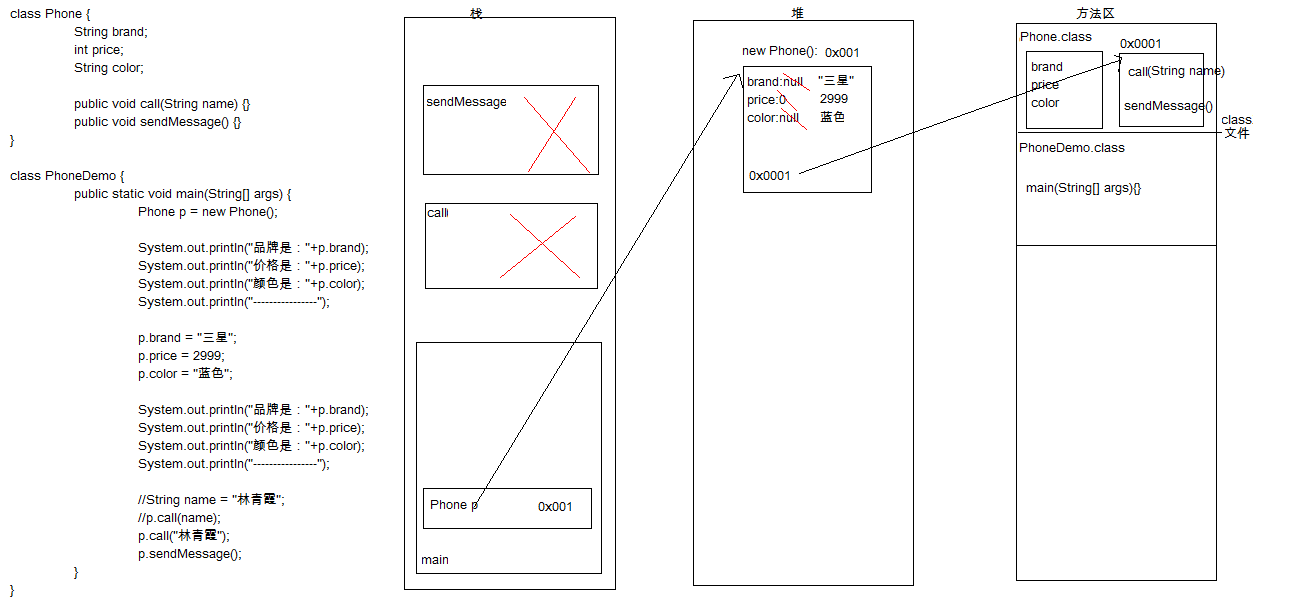 class Phone {
String brand;
int price;
String color;
public void call(String name) {}
public void sendMessage() {}
}
class PhoneDemo {
public static void main(String[] args) {
Phone p = new Phone();
System.out.println("品牌是："+p.brand);
System.out.println("价格是："+p.price);
System.out.println("颜色是："+p.color);
System.out.println("---------------");
p.brand = "三星";
p.price = 2999;
p.color = "蓝色";
System.out.println("品牌是："+p.brand);
System.out.println("价格是："+p.price);
System.out.println("颜色是："+p.color);
System.out.println("---------------");
//String name = "林青霞";
//p.call(name);
p.call("林青霞");
p.sendMessage();
}
}
栈
sendMessage
call
Phone p 0x001
main
堆
new Phone(): 0x001
brand:null "三星"
price:0 2999
color:null 蓝色
0x0001
方法区
Phone.class
0x0001
brand
price
color
call(String name)
sendMessage()
class
文件
PhoneDemo.class
main(String[] args){}